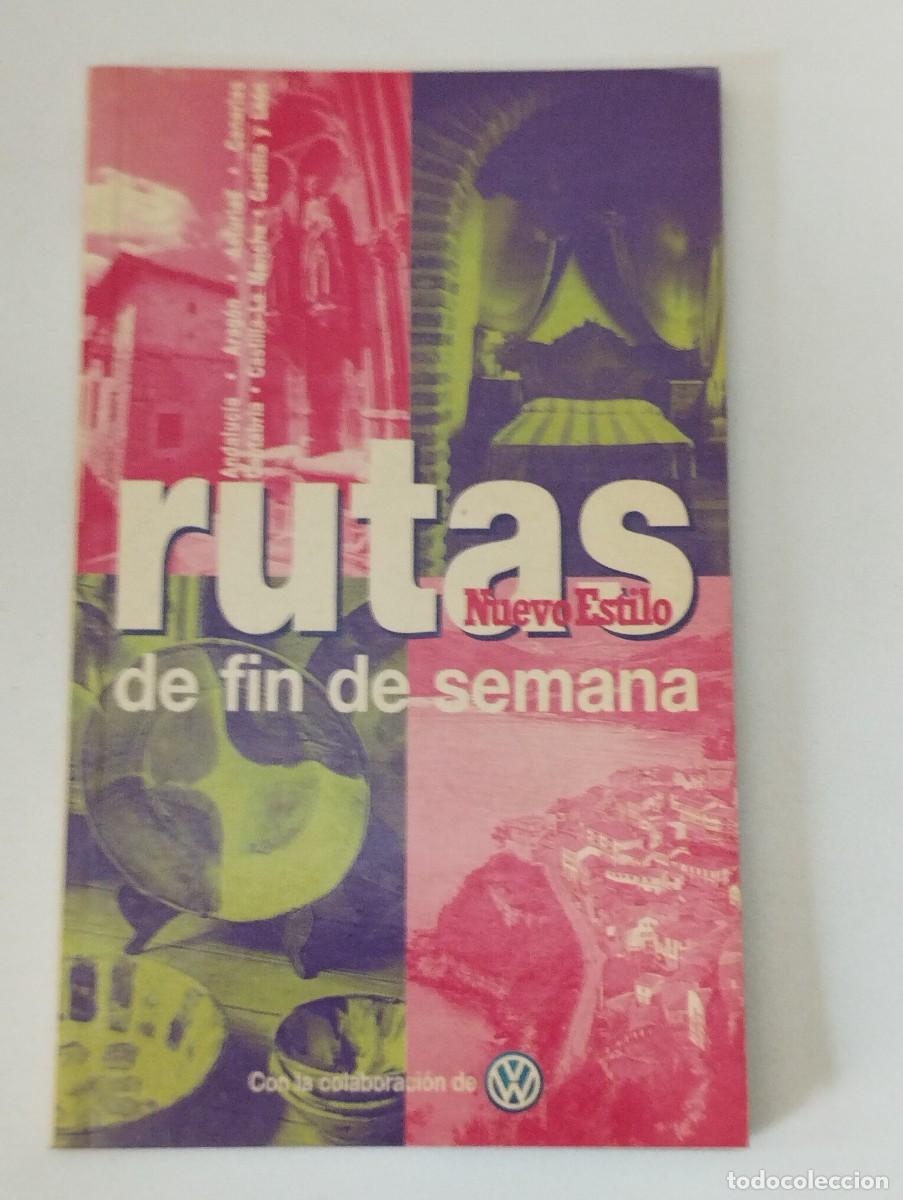 Andalucía · Aragón · Asturias · Canarias
Cantabria · Castilla-La Mancha · Castilla y León
rutas
Nuevo Estilo
de fin de semana
Con la colaboración de VW
todocoleccion